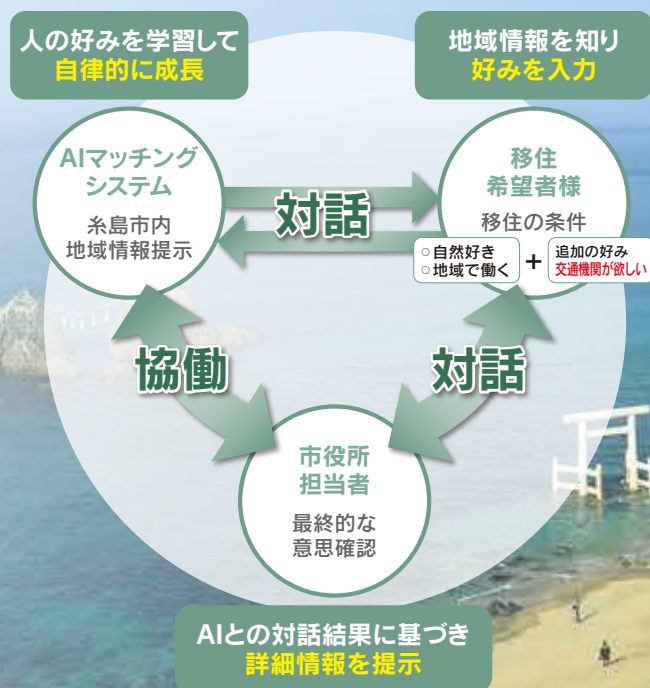 人の好みを学習して
自律的に成長
地域情報を知り
好みを入力
AIマッチング
システム
糸島市内
地域情報提示
対話
移住
希望者様
移住の条件
○自然好き
○地域で働く
+
追加の好み
交通機関が欲しい
協働
対話
市役所
担当者
最終的な
意思確認
AIとの対話結果に基づき
詳細情報を提示